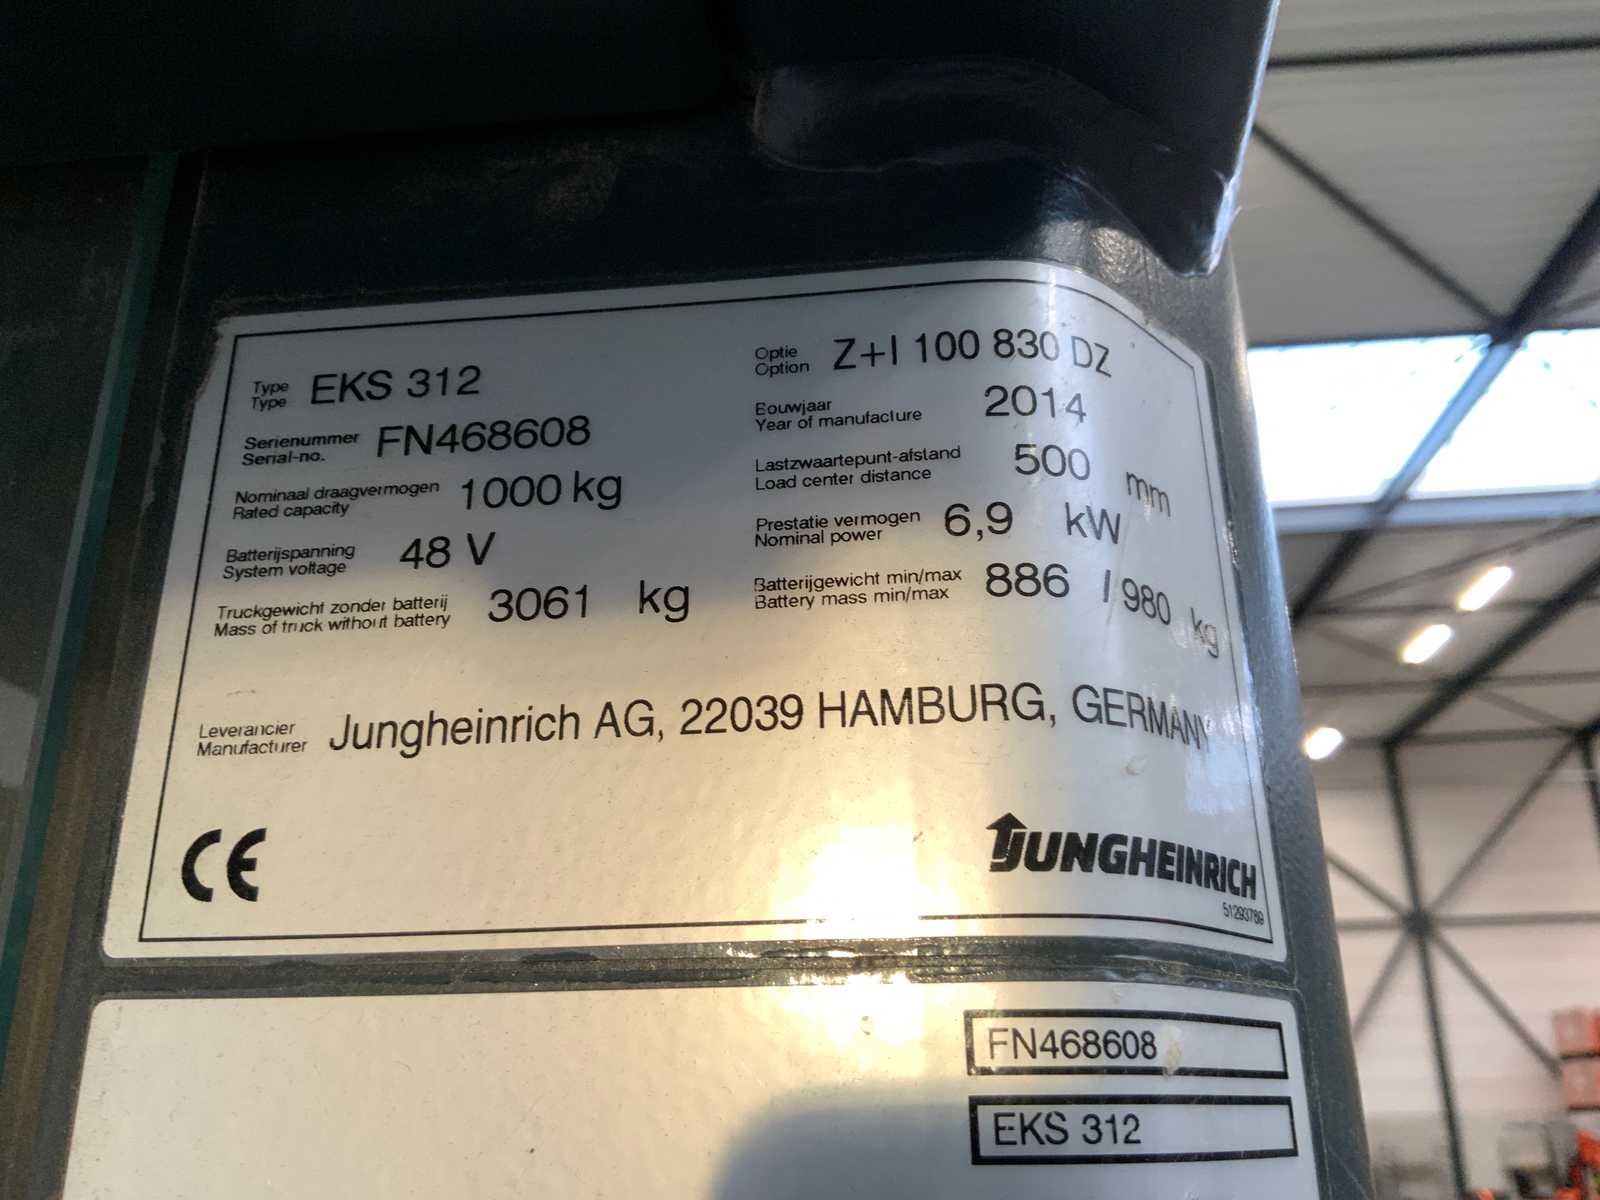 Type
Type EKS 312
Optie
Option Z+I 100 830 DZ
Serienummer
Serial-no. FN468608
Bouwjaar
Year of manufacture 2014
Nominaal draagvermogen
Rated capacity 1000 kg
Lastzwaartepunt-afstand
Load center distance 500 mm
Batterijspanning
System voltage 48 V
Prestatie vermogen
Nominal power 6,9 kW
Truckgewicht zonder batterij
Mass of truck without battery 3061 kg
Batterijgewicht min/max
Battery mass min/max 886 / 980 kg
Leverancier
Manufacturer Jungheinrich AG, 22039 HAMBURG, GERMANY
CE
JUNGHEINRICH
51293789
FN468608
EKS 312